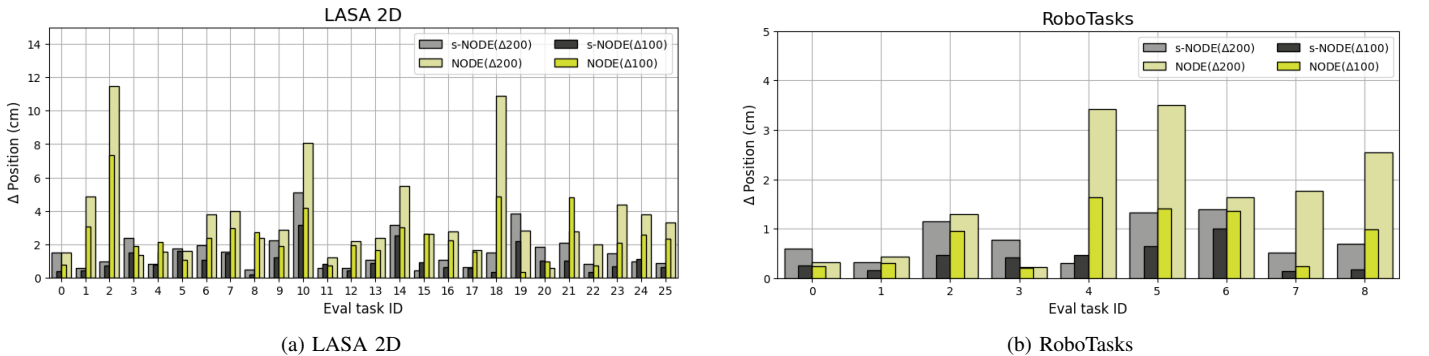 LASA 2D
s-NODE(Δ200)
NODE(Δ200)
s-NODE(Δ100)
NODE(Δ100)
Δ Position (cm)
14
12
10
8
6
4
2
0
0 1 2 3 4 5 6 7 8 9 10 11 12 13 14 15 16 17 18 19 20 21 22 23 24 25
Eval task ID
(a) LASA 2D
RoboTasks
s-NODE(Δ200)
NODE(Δ200)
s-NODE(Δ100)
NODE(Δ100)
Δ Position (cm)
5
4
3
2
1
0
0 1 2 3 4 5 6 7 8
Eval task ID
(b) RoboTasks